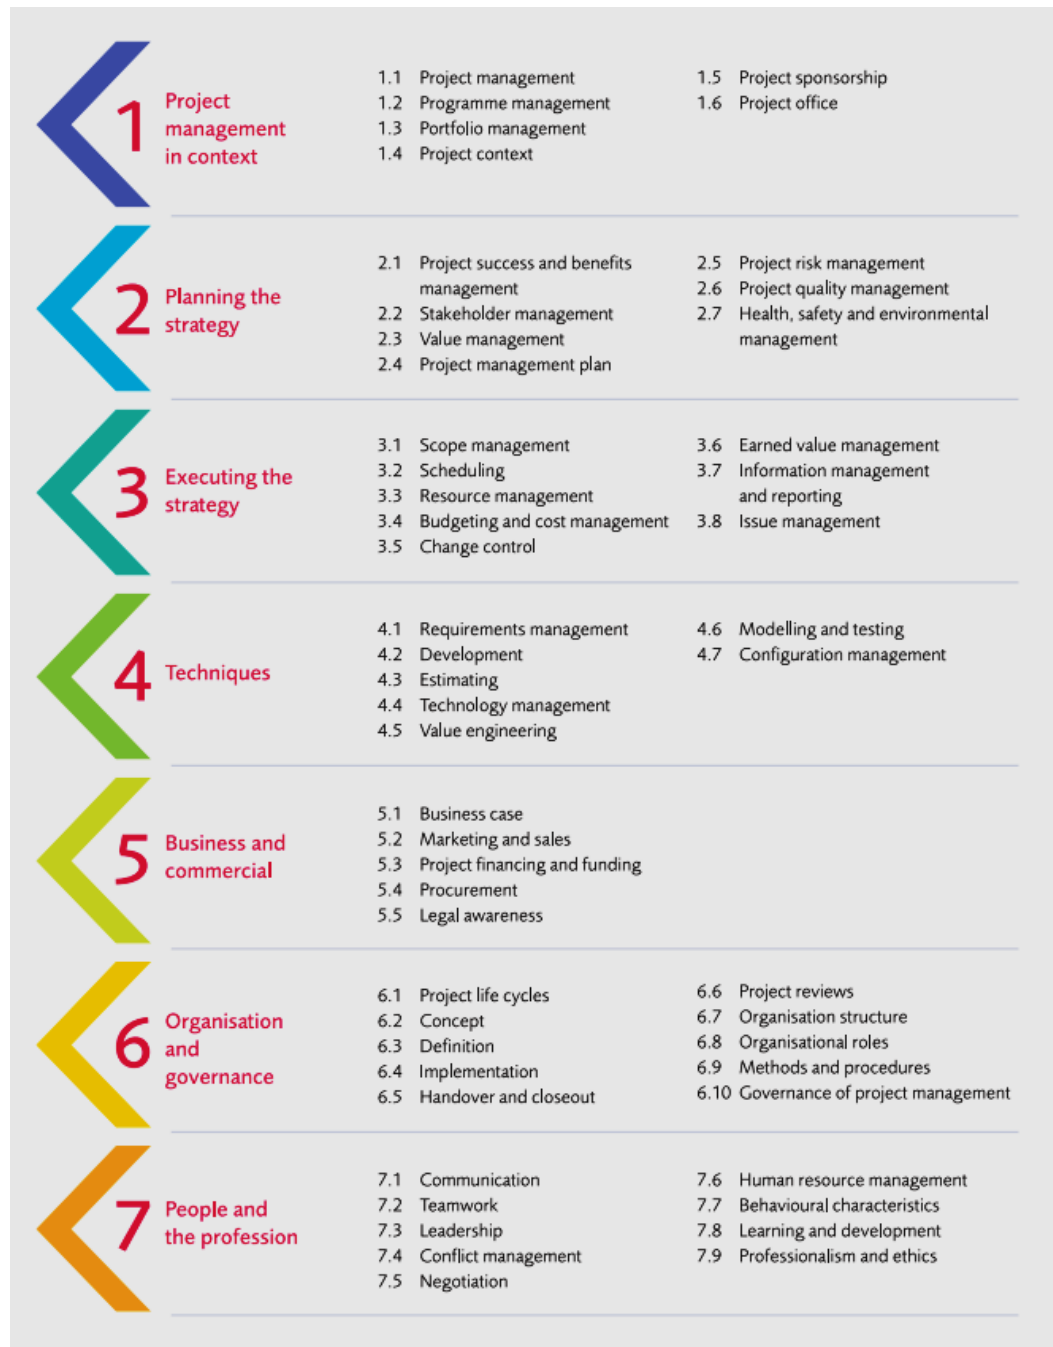 1
Project
management
in context
1.1 Project management
1.2 Programme management
1.3 Portfolio management
1.4 Project context
1.5 Project sponsorship
1.6 Project office
2
Planning the
strategy
2.1 Project success and benefits
management
2.2 Stakeholder management
2.3 Value management
2.4 Project management plan
2.5 Project risk management
2.6 Project quality management
2.7 Health, safety and environmental
management
3
Executing the
strategy
3.1 Scope management
3.2 Scheduling
3.3 Resource management
3.4 Budgeting and cost management
3.5 Change control
3.6 Earned value management
3.7 Information management
and reporting
3.8 Issue management
4
Techniques
4.1 Requirements management
4.2 Development
4.3 Estimating
4.4 Technology management
4.5 Value engineering
4.6 Modelling and testing
4.7 Configuration management
5
Business and
commercial
5.1 Business case
5.2 Marketing and sales
5.3 Project financing and funding
5.4 Procurement
5.5 Legal awareness
6
Organisation
and
governance
6.1 Project life cycles
6.2 Concept
6.3 Definition
6.4 Implementation
6.5 Handover and closeout
6.6 Project reviews
6.7 Organisation structure
6.8 Organisational roles
6.9 Methods and procedures
6.10 Governance of project management
7
People and
the profession
7.1 Communication
7.2 Teamwork
7.3 Leadership
7.4 Conflict management
7.5 Negotiation
7.6 Human resource management
7.7 Behavioural characteristics
7.8 Learning and development
7.9 Professionalism and ethics